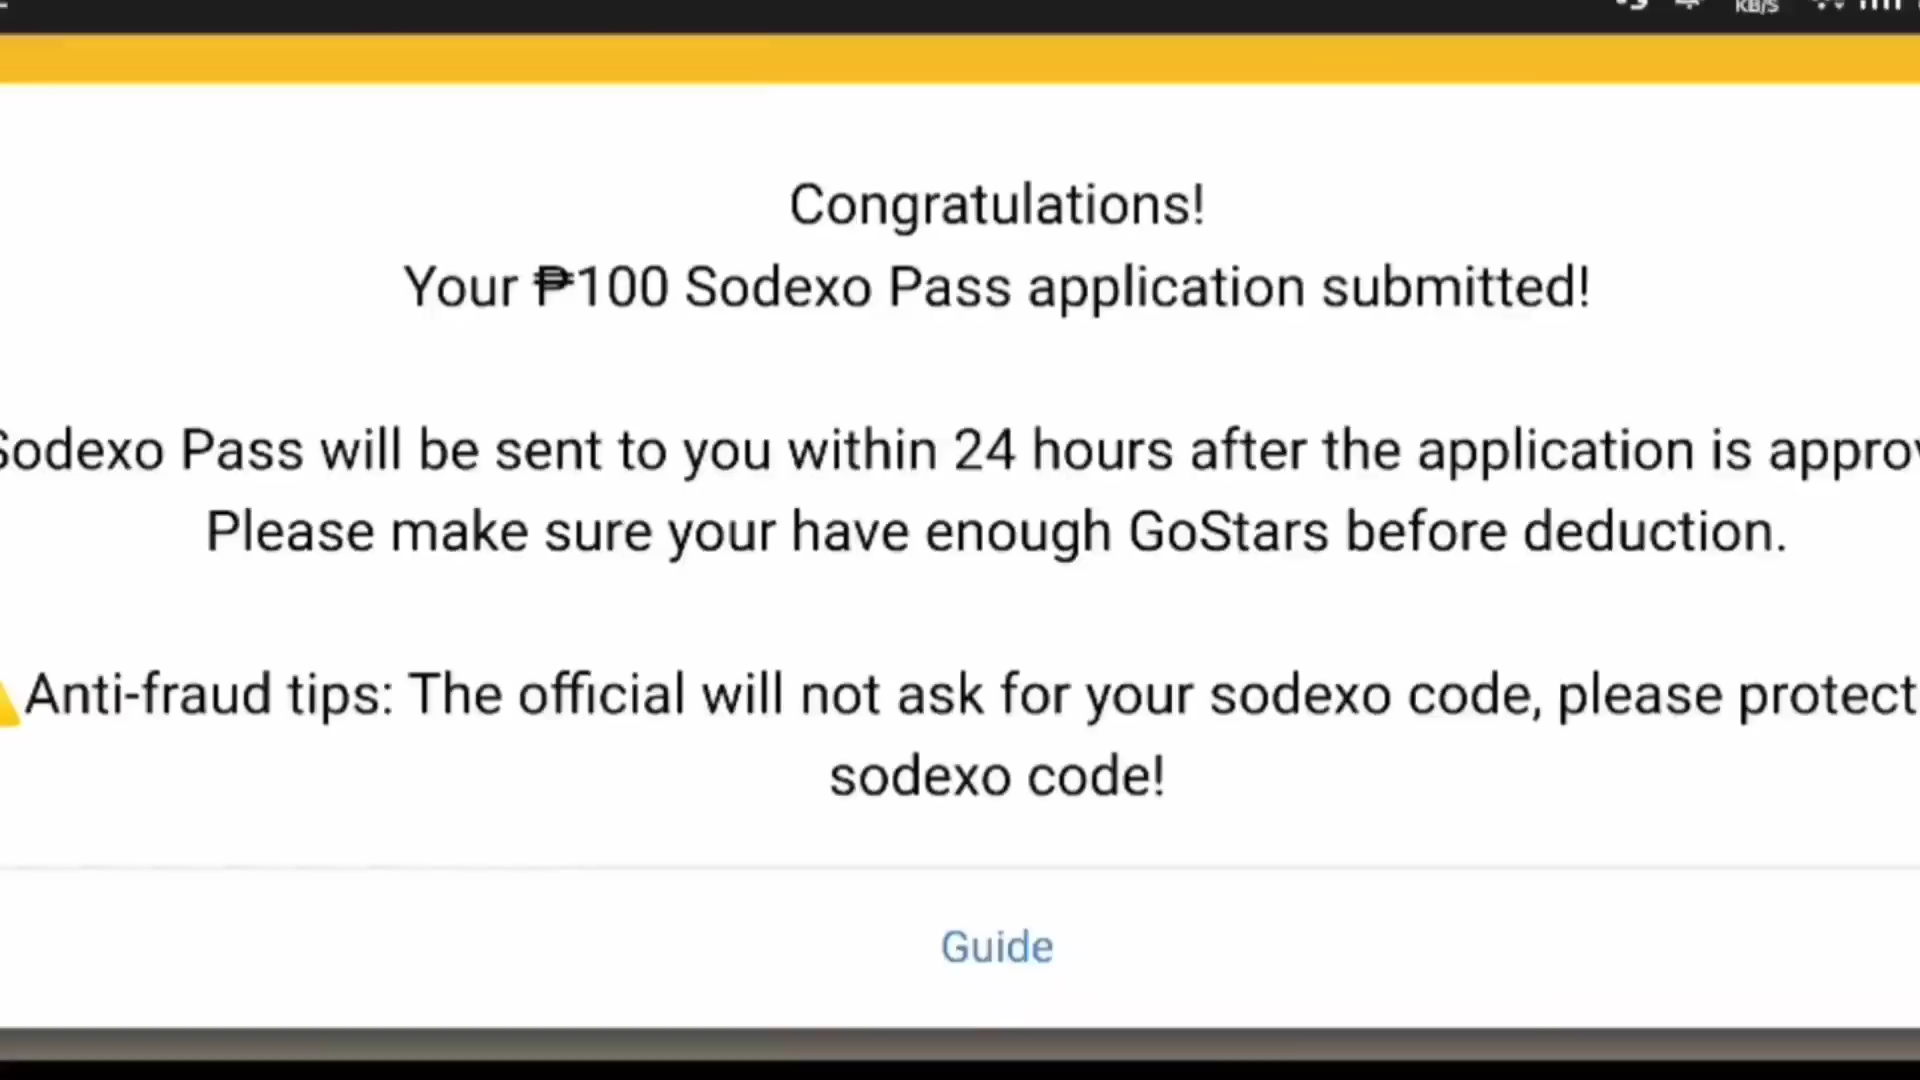 KB/S
Congratulations!
Your ₱100 Sodexo Pass application submitted!
Sodexo Pass will be sent to you within 24 hours after the application is
Please make sure your have enough GoStars before deduction.
Anti-fraud tips: The official will not ask for your sodexo code, please protect
sodexo code!
Guide